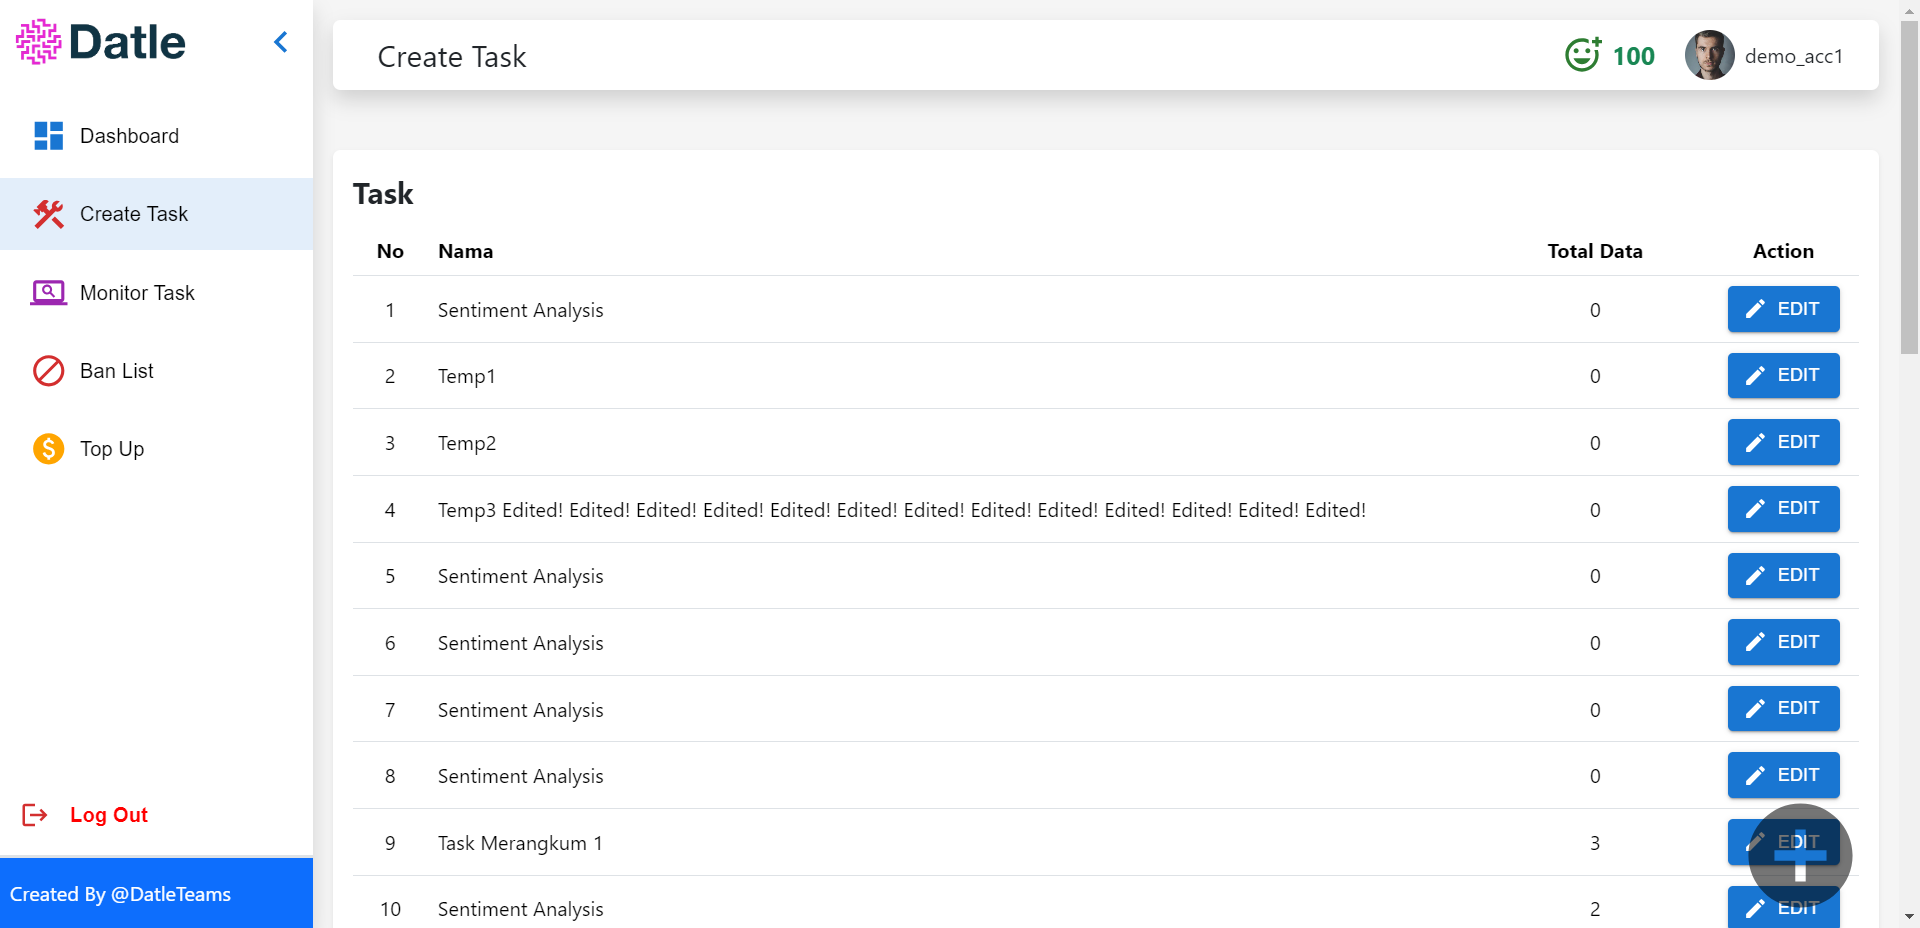 Datle
Create Task
100
demo_acc1
Dashboard
Create Task
Monitor Task
Ban List
Top Up
Log Out
Created By @DatleTeams
Task
No Nama Total Data Action
1 Sentiment Analysis 0 EDIT
2 Temp1 0 EDIT
3 Temp2 0 EDIT
4 Temp3 Edited! Edited! Edited! Edited! Edited! Edited! Edited! Edited! Edited! Edited! Edited! Edited! Edited! 0 EDIT
5 Sentiment Analysis 0 EDIT
6 Sentiment Analysis 0 EDIT
7 Sentiment Analysis 0 EDIT
8 Sentiment Analysis 0 EDIT
9 Task Merangkum 1 3 EDIT
10 Sentiment Analysis 2 EDIT